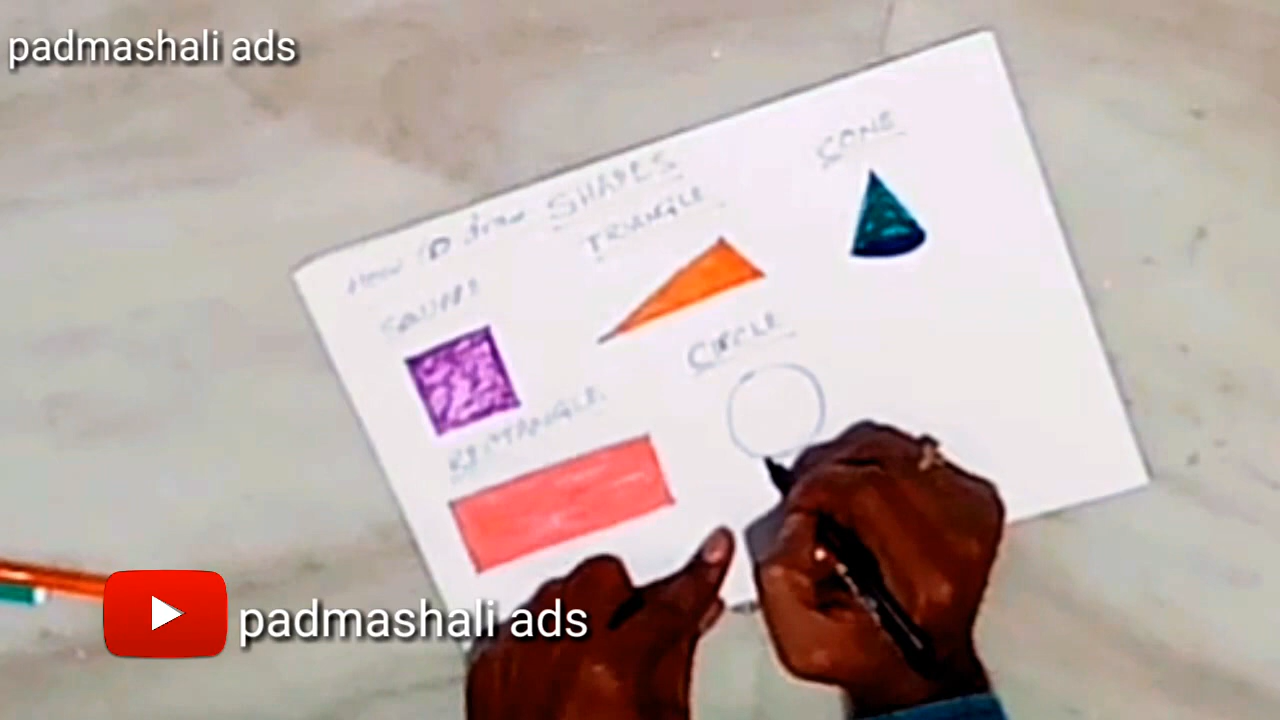 padmashali ads
How to draw SHAPES
CONE
TRIANGLE
SQUARE
CIRCLE
RECTANGLE
padmashali ads